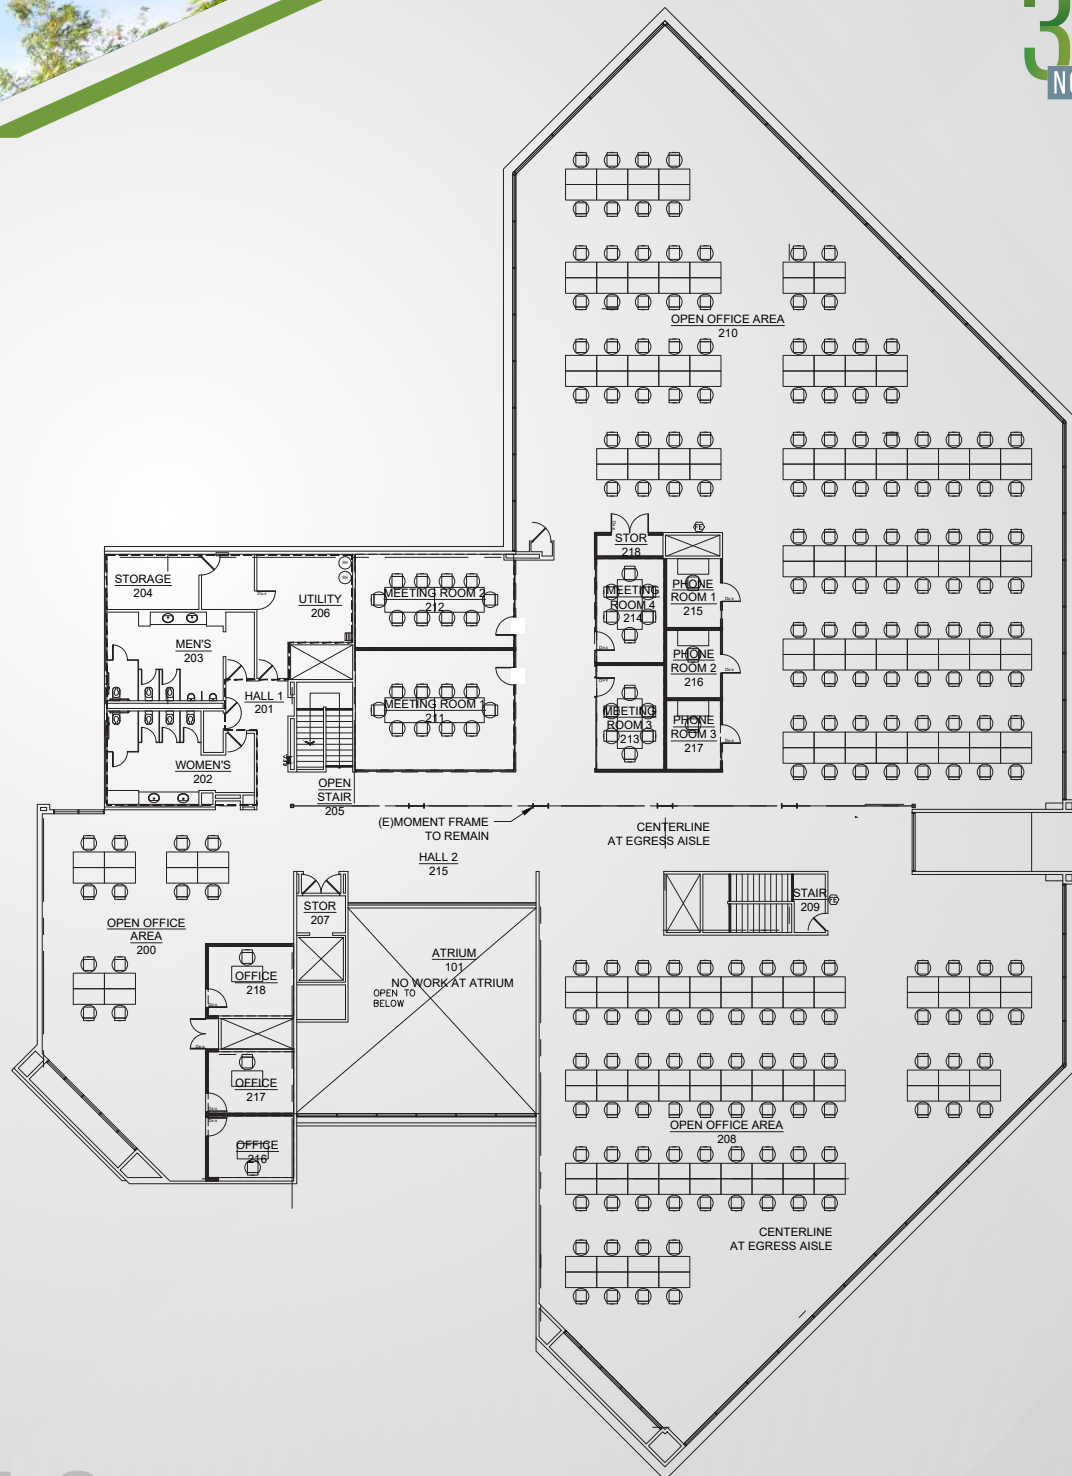 3
OPEN OFFICE AREA
210
STOR
218
STORAGE
204
UTILITY
206
MEETING ROOM 2
212
MEETING
ROOM 4
214
PHONE
ROOM 1
215
MEN'S
203
PHONE
ROOM 2
216
HALL 1
201
MEETING ROOM 1
211
MEETING
ROOM 3
213
PHONE
ROOM 3
217
WOMEN'S
202
OPEN
STAIR
205
(E)MOMENT FRAME
TO REMAIN
CENTERLINE
AT EGRESS AISLE
HALL 2
215
STOR
207
STAIR
209
FE
OPEN OFFICE
AREA
200
ATRIUM
101
NO WORK AT ATRIUM
OPEN TO
BELOW
OFFICE
218
OFFICE
217
OFFICE
216
OPEN OFFICE AREA
208
CENTERLINE
AT EGRESS AISLE